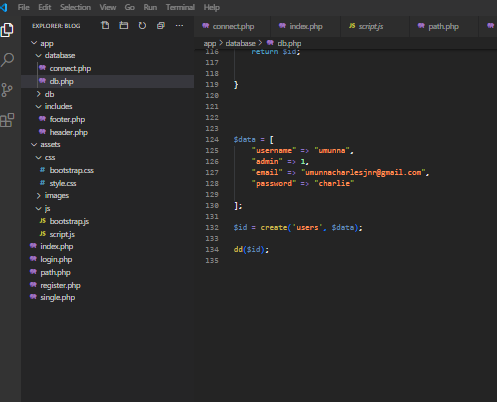 File Edit Selection View Go Run Terminal Help
EXPLORER: BLOG
app
database
connect.php
db.php
db
includes
footer.php
header.php
assets
css
bootstrap.css
style.css
images
js
bootstrap.js
script.js
index.php
login.php
path.php
register.php
single.php
connect.php index.php script.js path.php
app > database > db.php
116 return $id;
117
118
119 }
120
121
122
123
124 $data = [
125 "username" => "umunna",
126 "admin" => 1,
127 "email" => "umunnacharlesjnr@gmail.com",
128 "password" => "charlie"
129
130 ];
131
132 $id = create('users', $data);
133
134 dd($id);
135